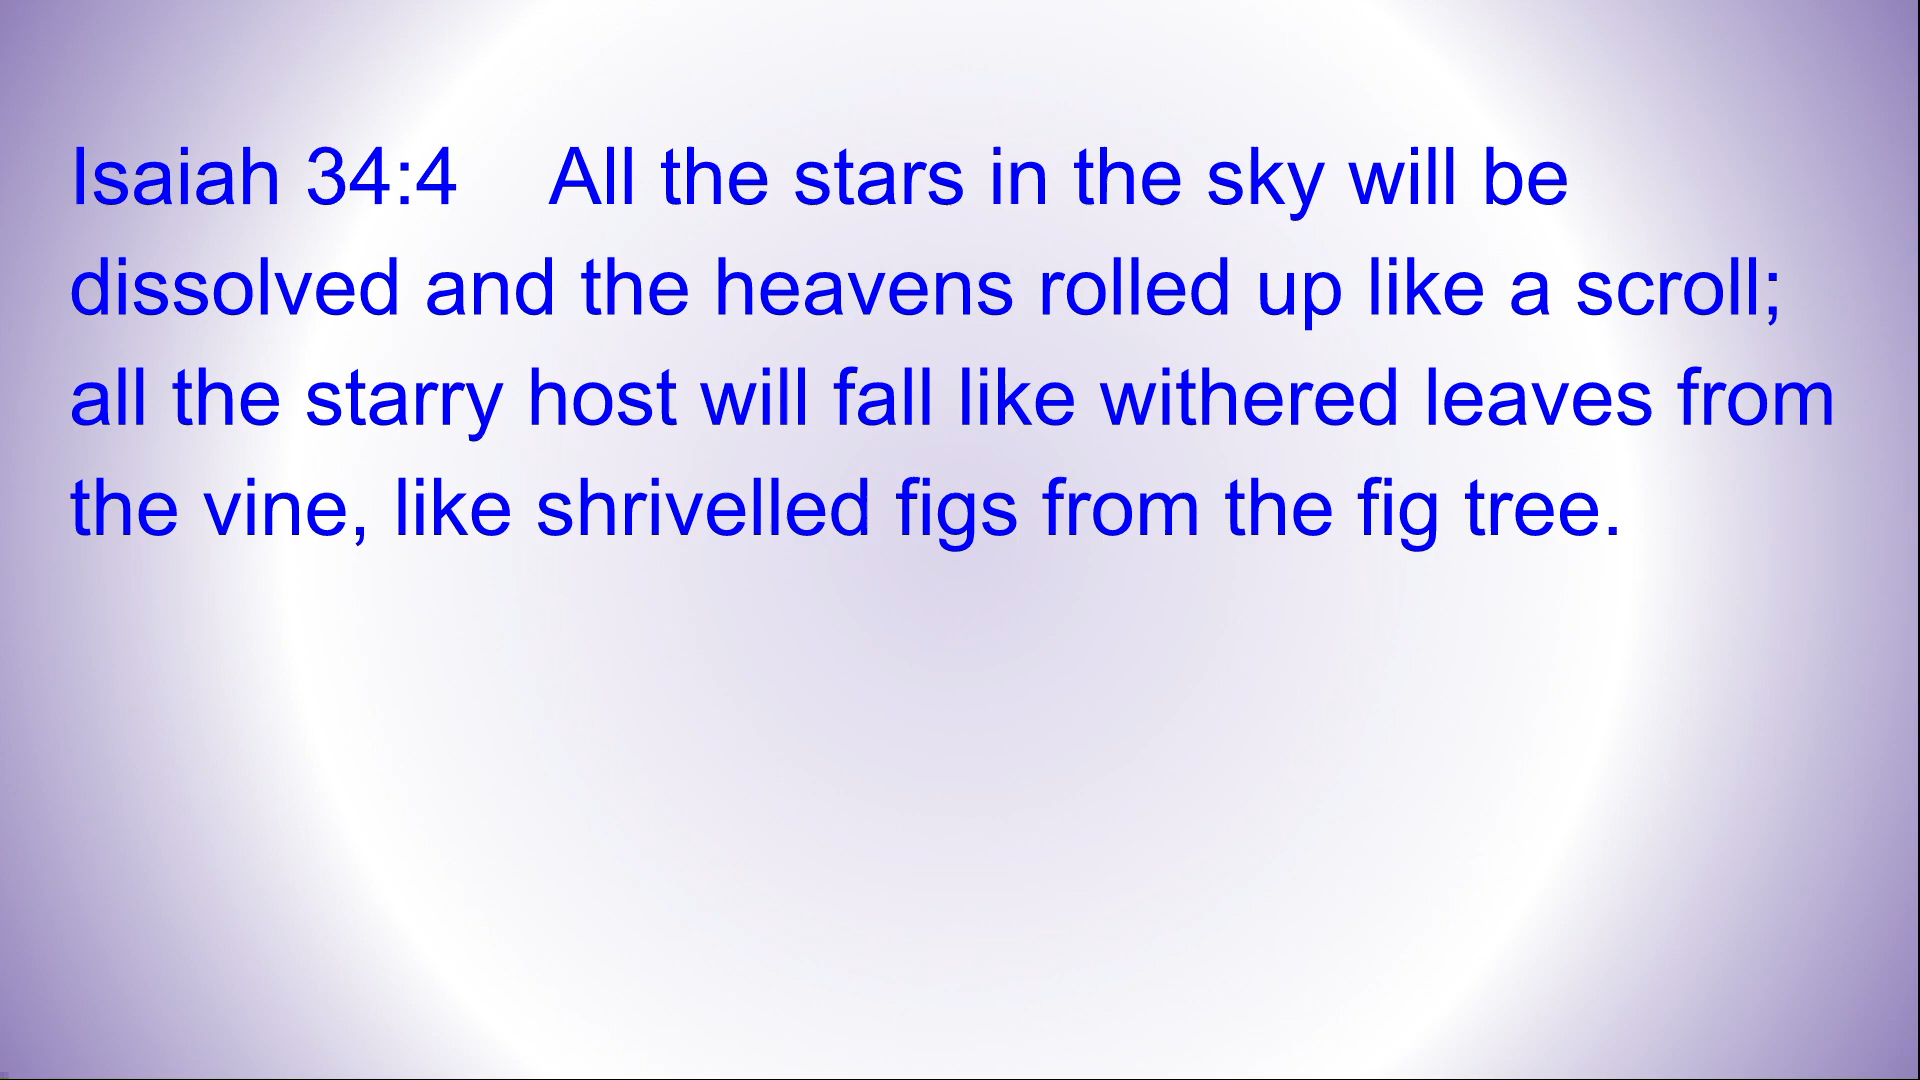 Isaiah 34:4    All the stars in the sky will be
dissolved and the heavens rolled up like a scroll;
all the starry host will fall like withered leaves from
the vine, like shrivelled figs from the fig tree.